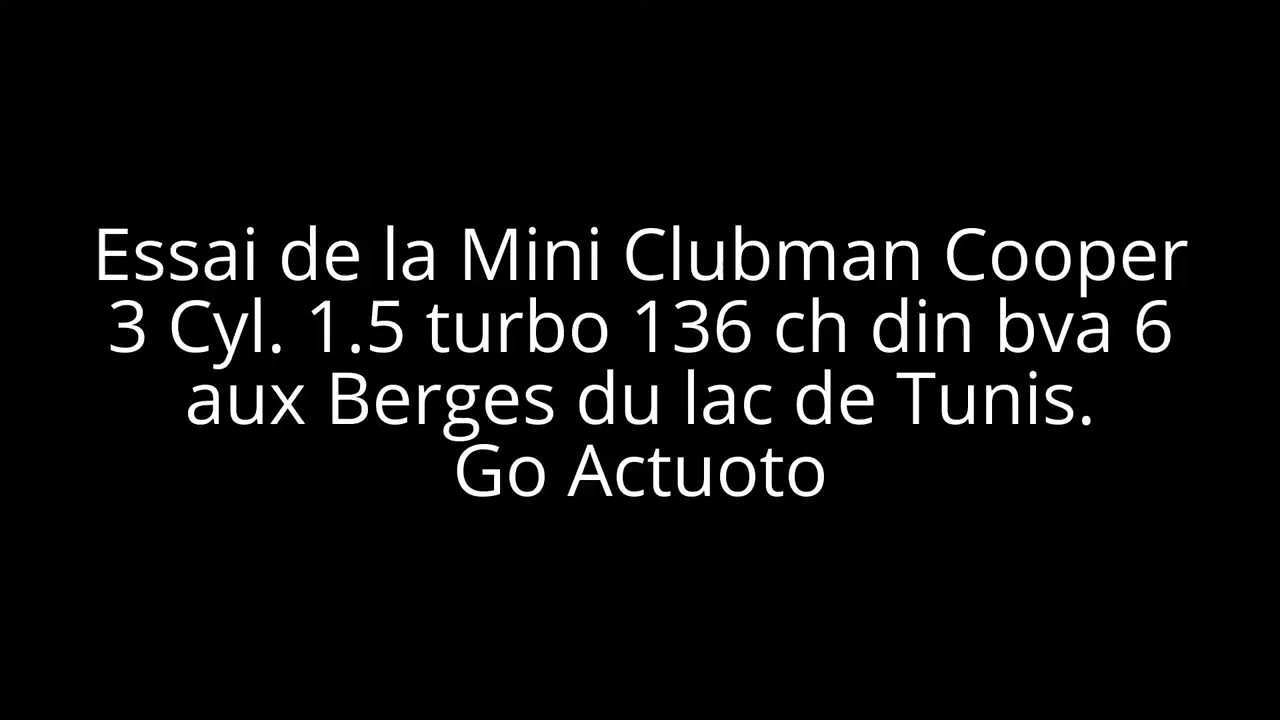 Essai de la Mini Clubman Cooper
3 Cyl. 1.5 turbo 136 ch din bva 6
aux Berges du lac de Tunis.
Go Actuoto